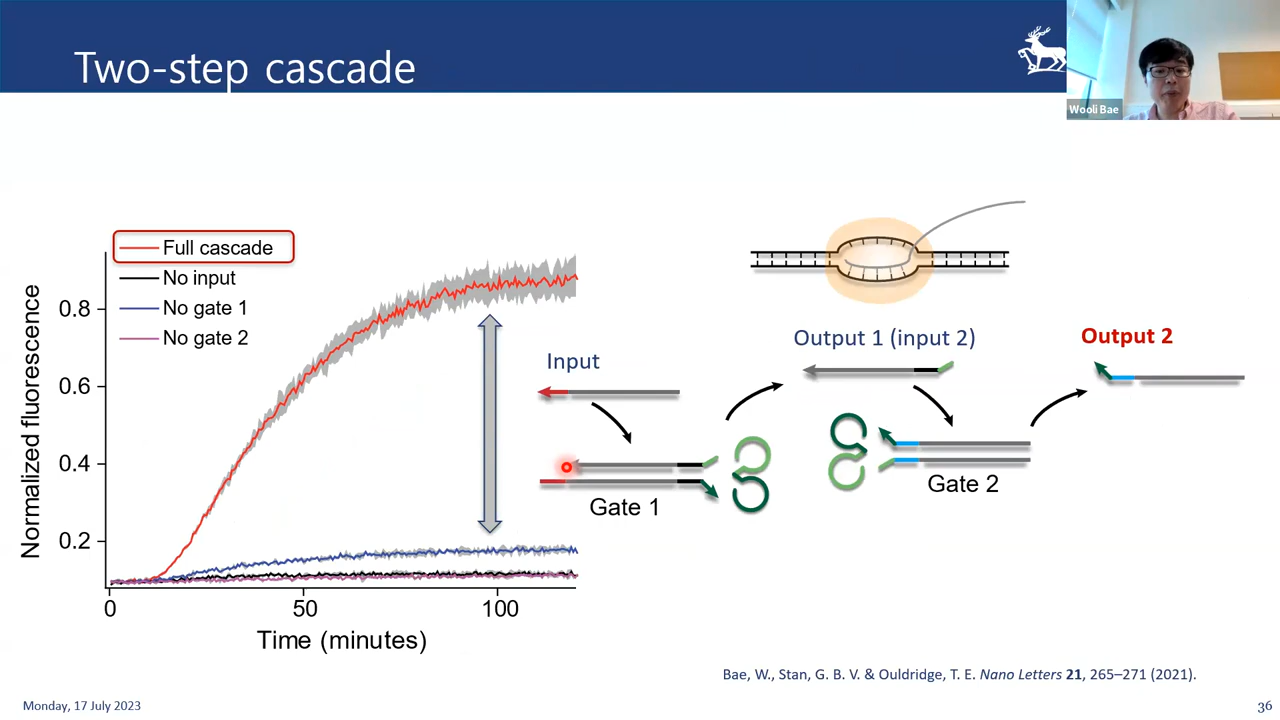 Two-step cascade
Wooli Bae
Full cascade
No input
No gate 1
No gate 2
Normalized fluorescence
0.8
0.6
0.4
0.2
0
50
100
Time (minutes)
Input
Gate 1
Output 1 (input 2)
Gate 2
Output 2
Bae, W., Stan, G. B. V. & Ouldridge, T. E. Nano Letters 21, 265–271 (2021).
Monday, 17 July 2023
36